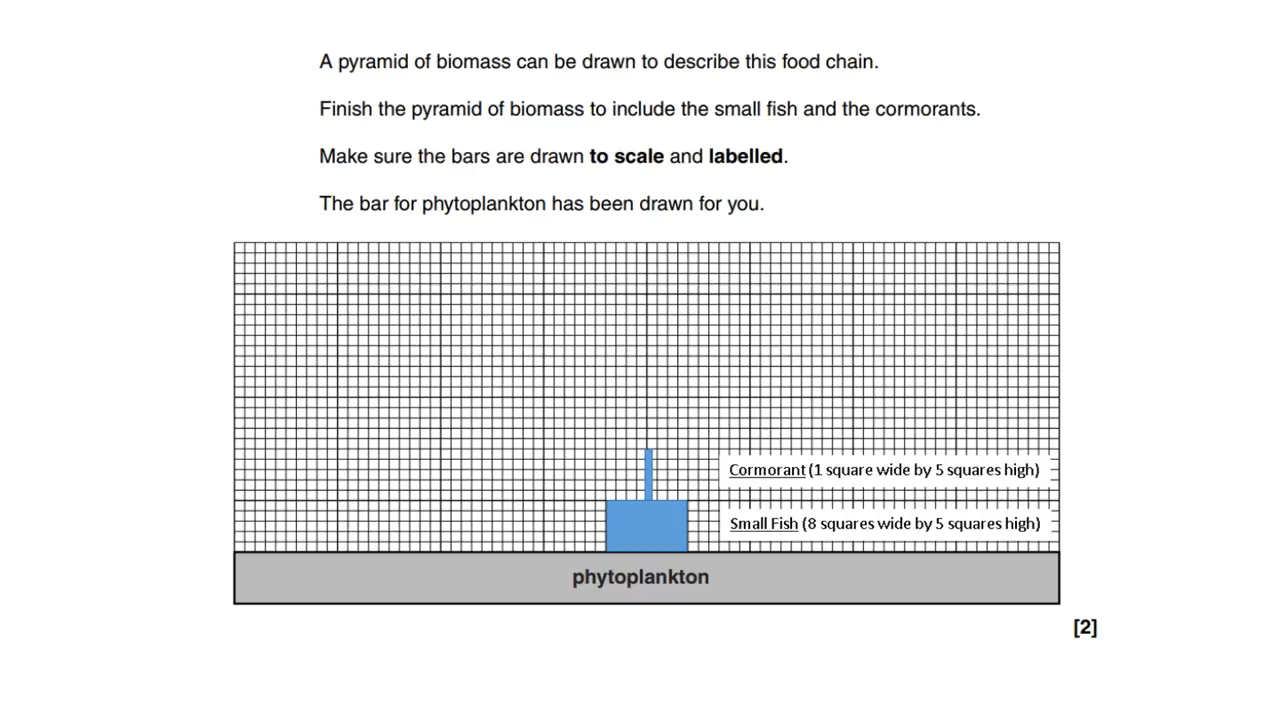 A pyramid of biomass can be drawn to describe this food chain.
Finish the pyramid of biomass to include the small fish and the cormorants.
Make sure the bars are drawn to scale and labelled.
The bar for phytoplankton has been drawn for you.
Cormorant (1 square wide by 5 squares high)
Small Fish (8 squares wide by 5 squares high)
phytoplankton
[2]